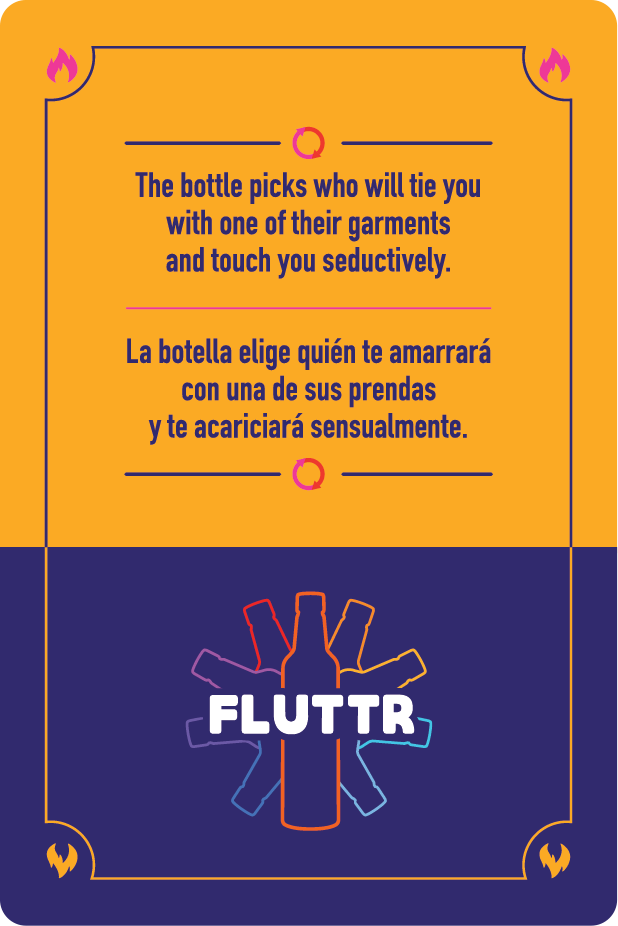 The bottle picks who will tie you
with one of their garments
and touch you seductively.
La botella elige quién te amarrará
con una de sus prendas
y te acariciará sensualmente.
FLUTTR